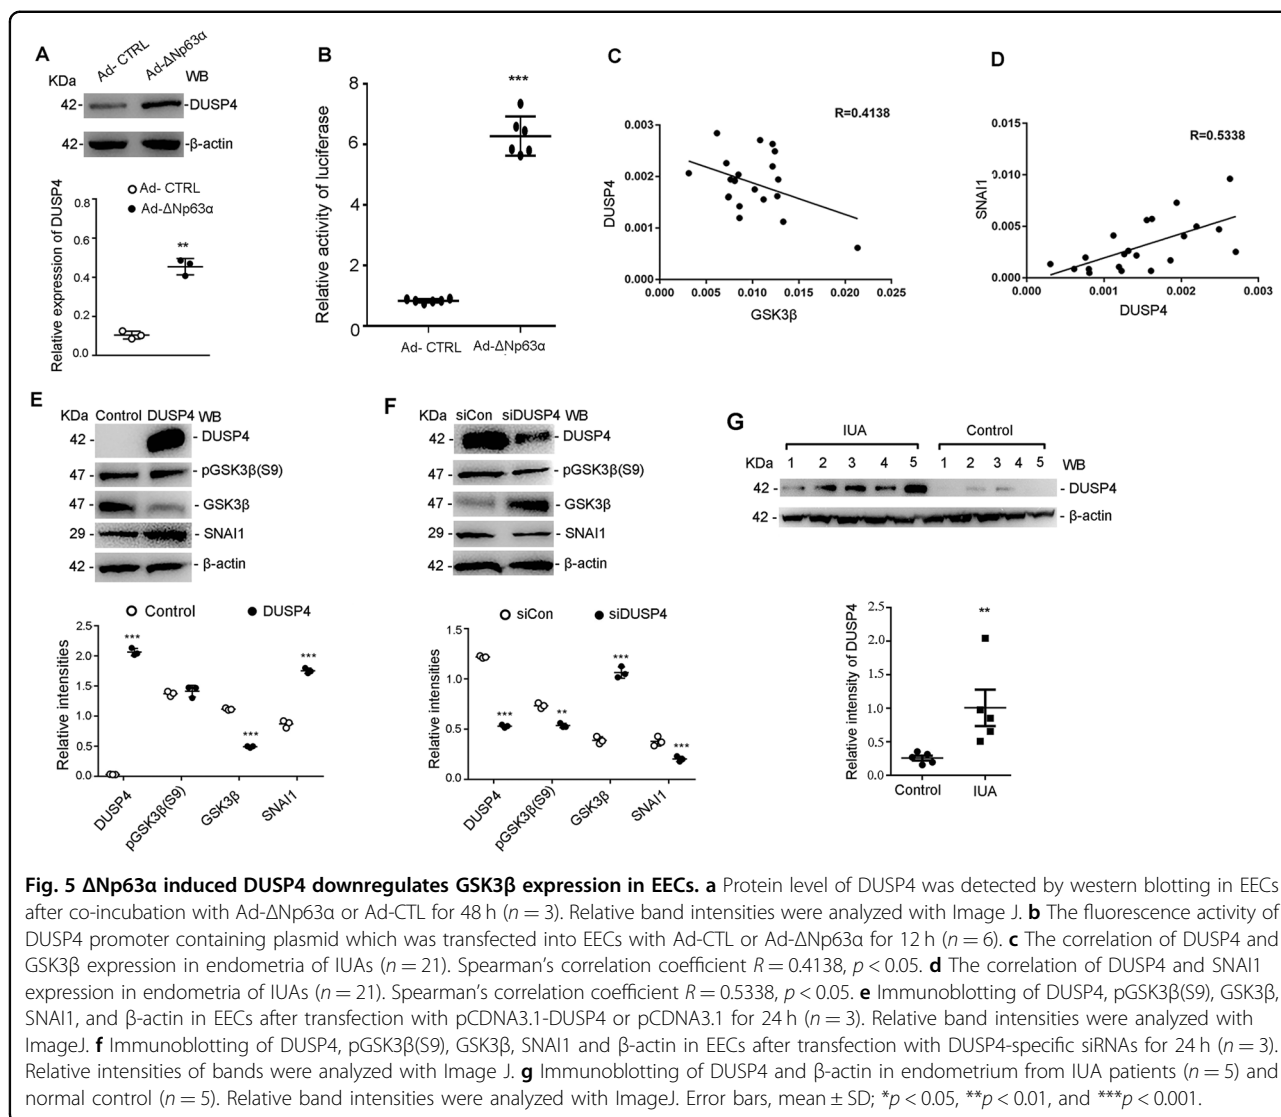 A
Ad- CTRL
Ad-ΔNp63α
KDa
WB
42-
-DUSP4
42-
-β-actin
Ad- CTRL
Ad-ΔNp63α
Relative expression of DUSP4
0.8
0.6
0.4
0.2
0.0
**
B
Relative activity of luciferase
8
6
4
2
0
***
Ad- CTRL
Ad-ΔNp63α
C
R=0.4138
DUSP4
0.003
0.002
0.001
0.000
0.000 0.005 0.010 0.015 0.020 0.025
GSK3β
D
R=0.5338
SNAI1
0.015
0.010
0.005
0.000
0.000 0.001 0.002 0.003
DUSP4
E
KDa Control DUSP4 WB
42 - - DUSP4
47 - - pGSK3β(S9)
47 - - GSK3β
29 - - SNAI1
42 - - β-actin
Control DUSP4
Relative intensities
2.5
2.0
1.5
1.0
0.5
0.0
***
***
***
DUSP4
pGSK3β(S9)
GSK3β
SNAI1
F
KDa siCon siDUSP4 WB
42 - - DUSP4
47 - - pGSK3β(S9)
47 - - GSK3β
29 - - SNAI1
42 - - β-actin
siCon siDUSP4
Relative intensities
1.5
1.0
0.5
0.0
***
**
***
***
DUSP4
pGSK3β(S9)
GSK3β
SNAI1
G
IUA Control
KDa 1 2 3 4 5 1 2 3 4 5 WB
42 - - DUSP4
42 - - β-actin
Relative intensity of DUSP4
2.5
2.0
1.5
1.0
0.5
0.0
**
Control IUA
Fig. 5 ΔNp63α induced DUSP4 downregulates GSK3β expression in EECs. a Protein level of DUSP4 was detected by western blotting in EECs
after co-incubation with Ad-ΔNp63α or Ad-CTL for 48 h (n = 3). Relative band intensities were analyzed with Image J. b The fluorescence activity of
DUSP4 promoter containing plasmid which was transfected into EECs with Ad-CTL or Ad-ΔNp63α for 12 h (n = 6). c The correlation of DUSP4 and
GSK3β expression in endometria of IUAs (n = 21). Spearman's correlation coefficient R = 0.4138, p < 0.05. d The correlation of DUSP4 and SNAI1
expression in endometria of IUAs (n = 21). Spearman's correlation coefficient R = 0.5338, p < 0.05. e Immunoblotting of DUSP4, pGSK3β(S9), GSK3β,
SNAI1, and β-actin in EECs after transfection with pCDNA3.1-DUSP4 or pCDNA3.1 for 24 h (n = 3). Relative band intensities were analyzed with
ImageJ. f Immunoblotting of DUSP4, pGSK3β(S9), GSK3β, SNAI1 and β-actin in EECs after transfection with DUSP4-specific siRNAs for 24 h (n = 3).
Relative intensities of bands were analyzed with Image J. g Immunoblotting of DUSP4 and β-actin in endometrium from IUA patients (n = 5) and
normal control (n = 5). Relative band intensities were analyzed with ImageJ. Error bars, mean ± SD; *p < 0.05, **p < 0.01, and ***p < 0.001.